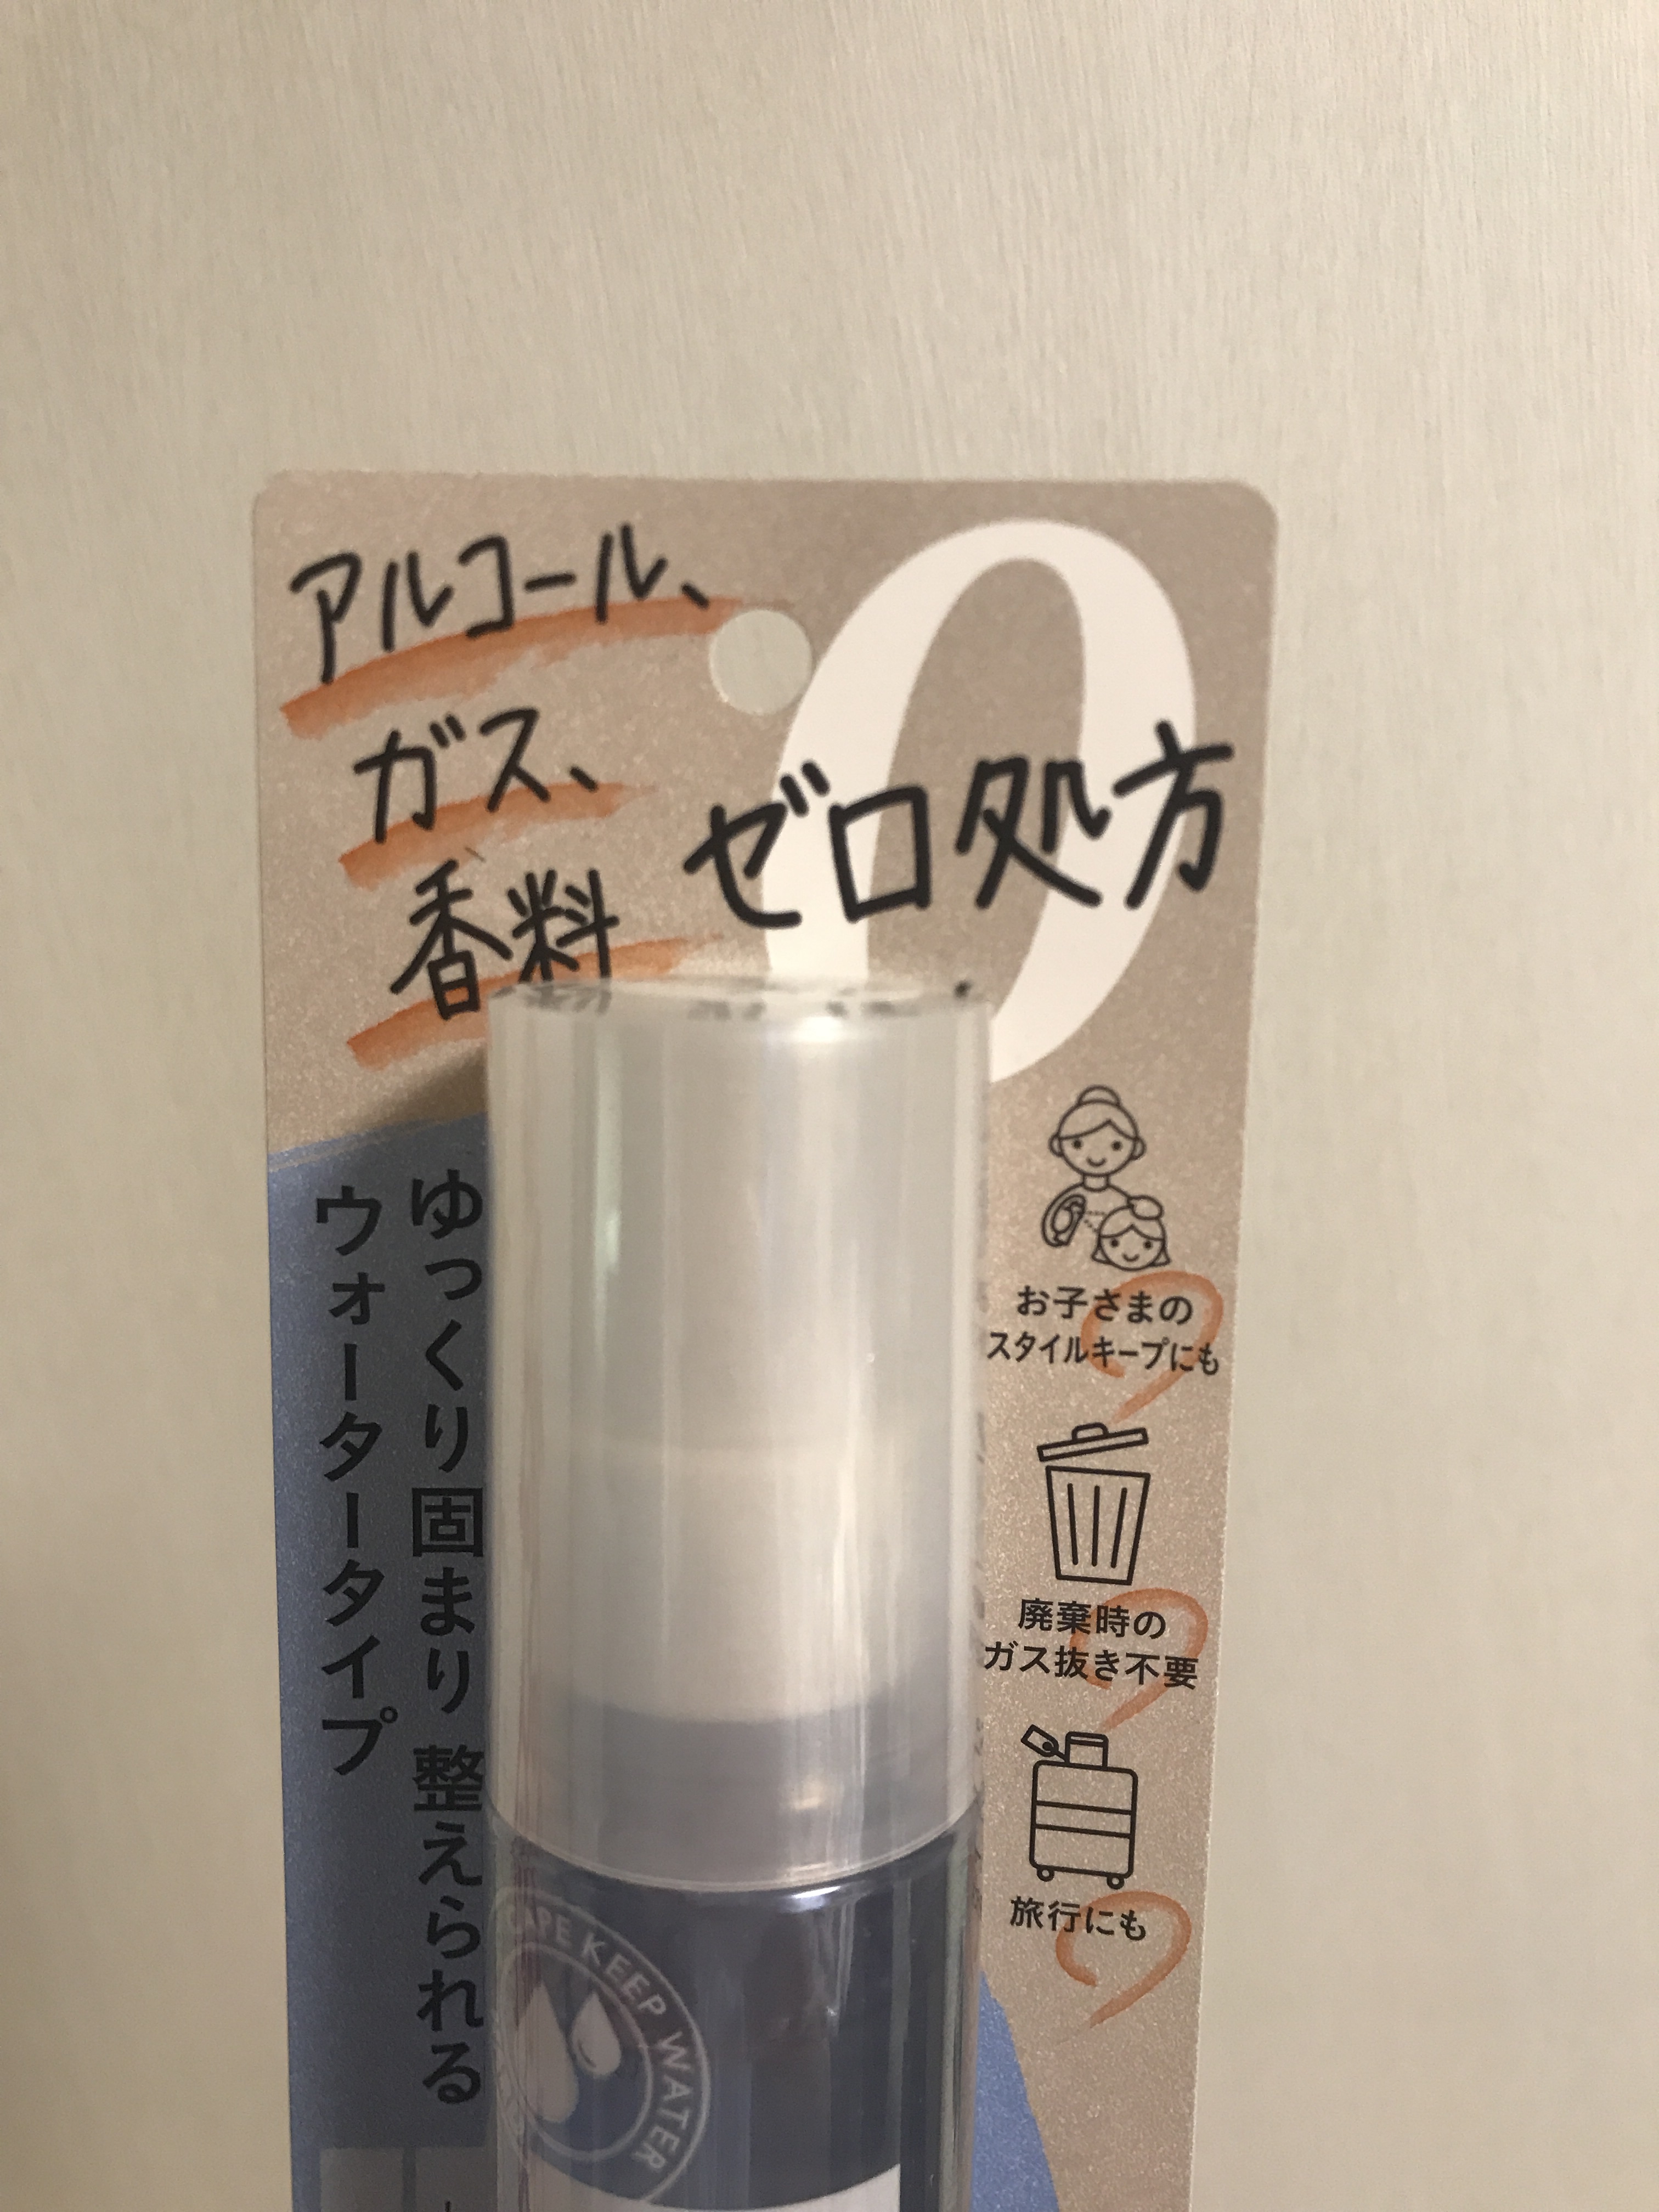 アルコール、
ガス、
香料
ゼロ処方
0
お子さまの
スタイルキープにも
廃棄時の
ガス抜き不要
旅行にも
ゆっくり固まり 整えられる
ウォータータイプ
KEEP WATER